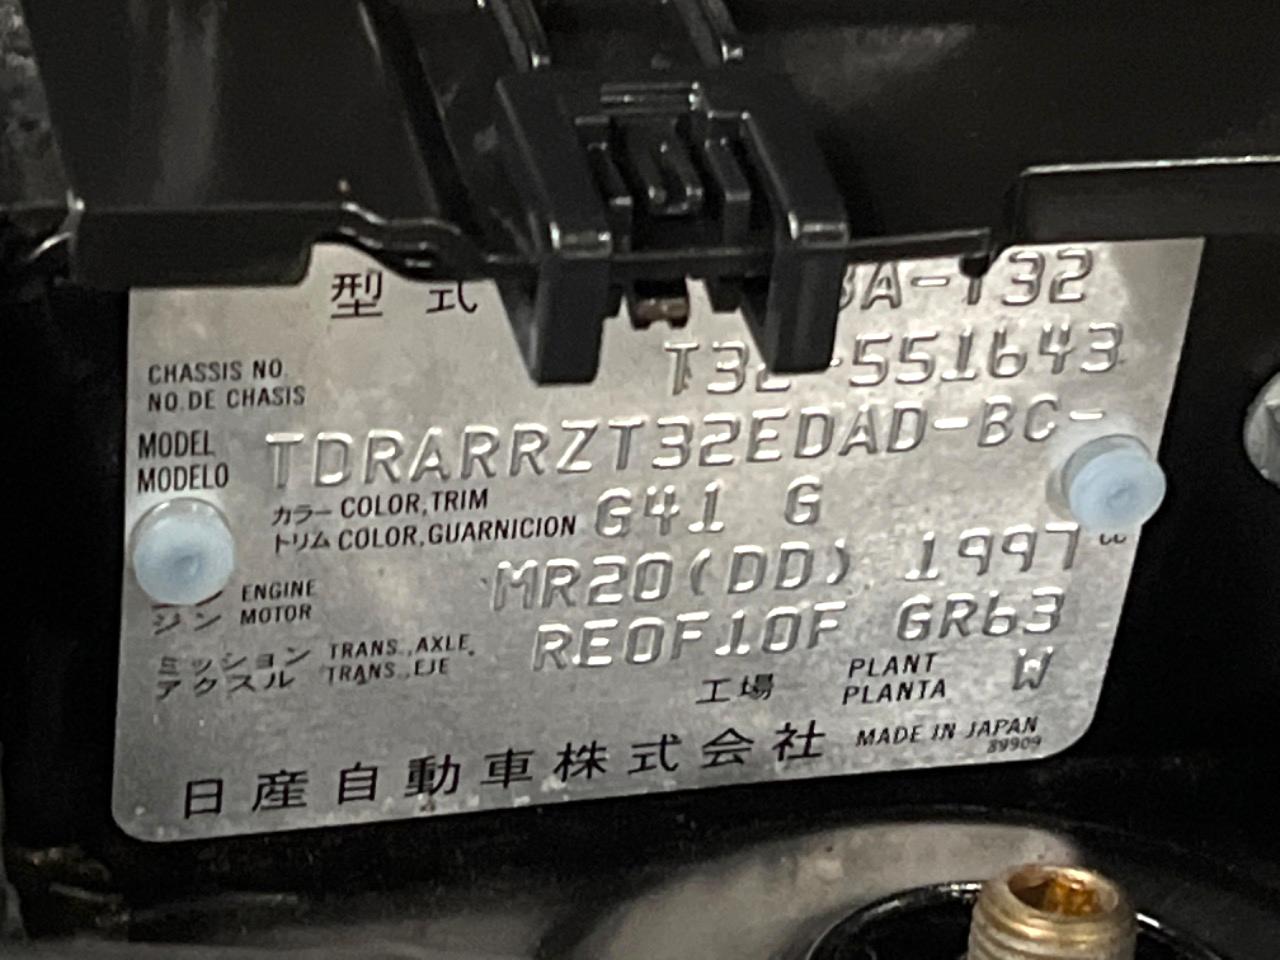 型式 BA-T32
CHASSIS NO. T32-551643
NO.DE CHASIS
MODEL TDRARRZT32EDAD-BC-
MODELO
カラー COLOR,TRIM G41 G
トリム COLOR,GUARNICION
ENGINE MR20(DD) 1997 cc
ジン MOTOR
ミッション TRANS.,AXLE RE0F10F GR63
アクスル TRANS.,EJE
工場 PLANT W
PLANTA
日産自動車株式会社 MADE IN JAPAN
89909